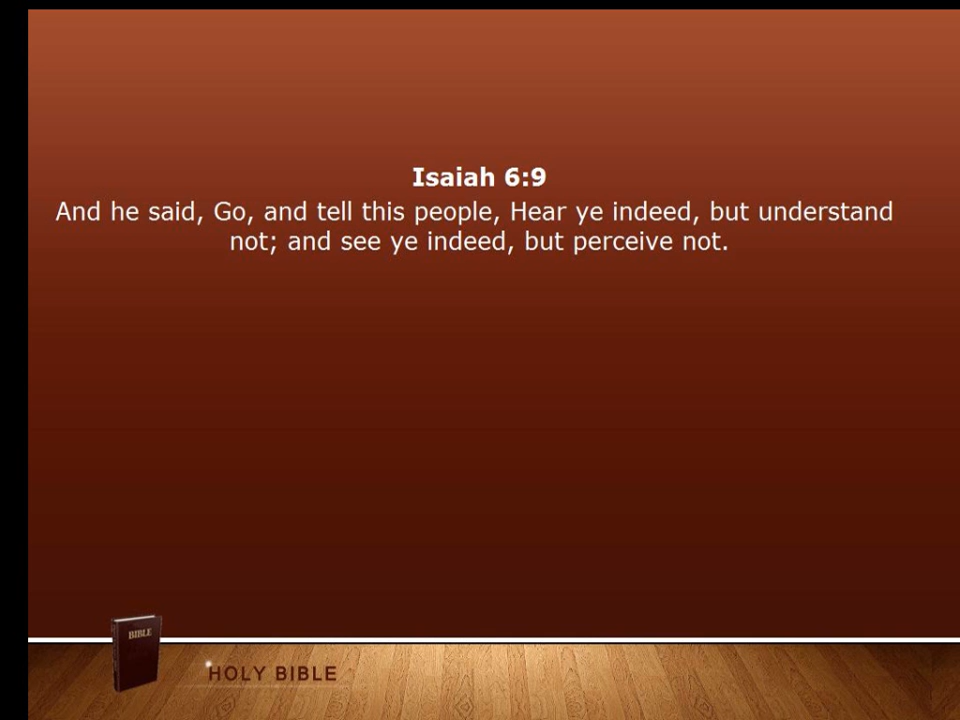 Isaiah 6:9
And he said, Go, and tell this people, Hear ye indeed, but understand
not; and see ye indeed, but perceive not.
BIBLE
HOLY BIBLE